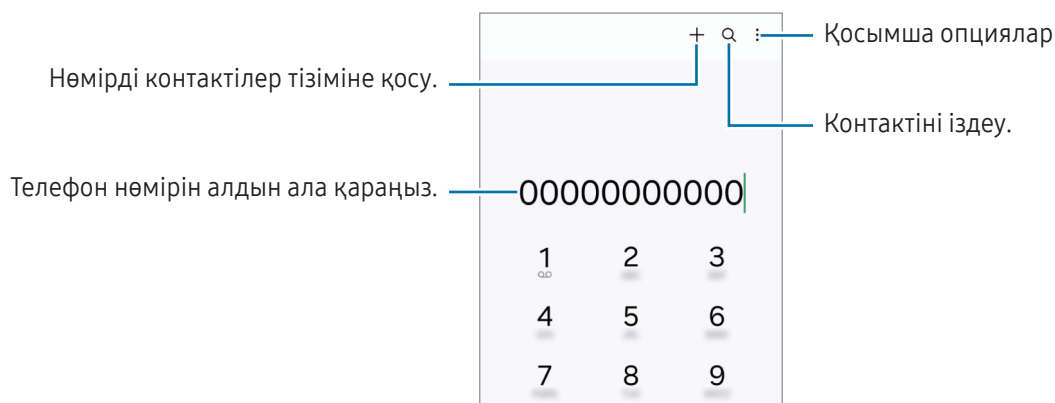 Қосымша опциялар
Нөмірді контактілер тізіміне қосу.
Контактіні іздеу.
Телефон нөмірін алдын ала қараңыз.
00000000000
1 2 3
4 5 6
7 8 9